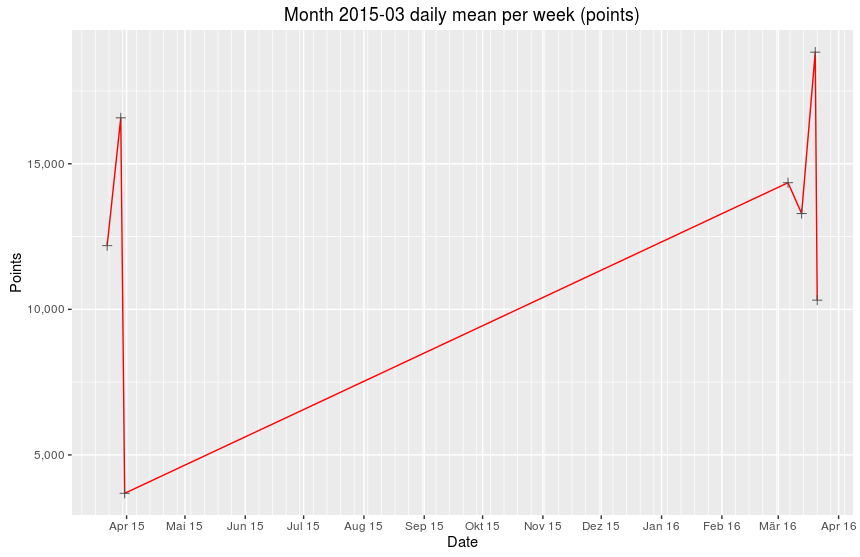 Month 2015-03 daily mean per week (points)
Points
15,000
10,000
5,000
Apr 15 Mai 15 Jun 15 Jul 15 Aug 15 Sep 15 Okt 15 Nov 15 Dez 15 Jan 16 Feb 16 Mär 16 Apr 16
Date